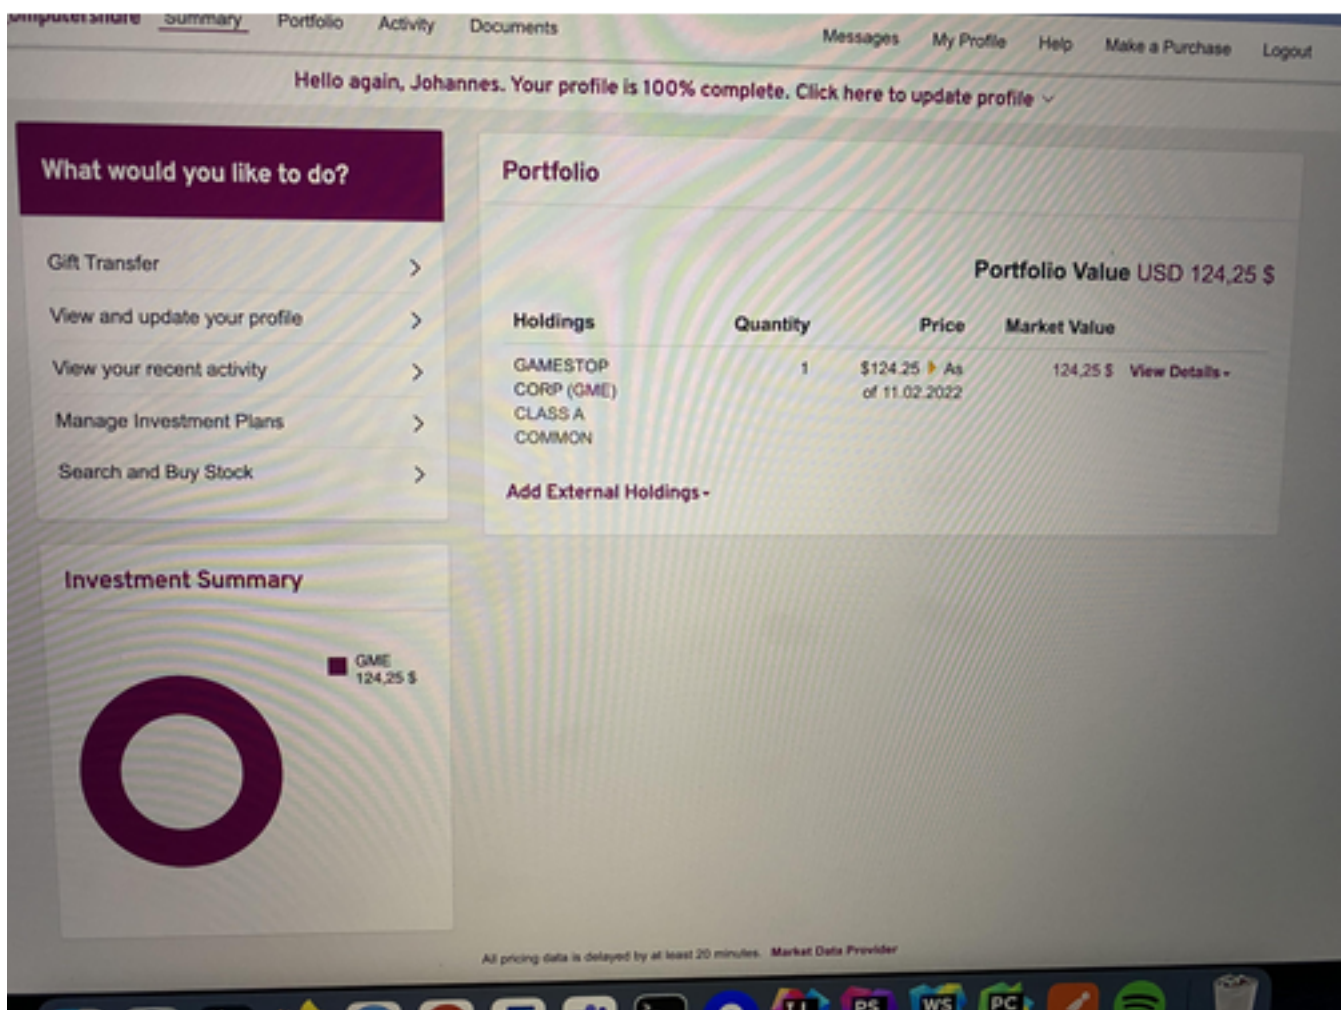 Summary Portfolio Activity Documents
Messages My Profile Help Make a Purchase Logout
Hello again, Johannes. Your profile is 100% complete. Click here to update profile
What would you like to do?
Gift Transfer
View and update your profile
View your recent activity
Manage Investment Plans
Search and Buy Stock
Portfolio
Portfolio Value USD 124,25 $
Holdings Quantity Price Market Value
GAMESTOP 1 $124.25 As 124,25 $ View Details
CORP (GME) of 11.02.2022
CLASS A
COMMON
Add External Holdings
Investment Summary
GME
124,25 $
All pricing data is delayed by at least 20 minutes. Market Data Provider
PS WS PC